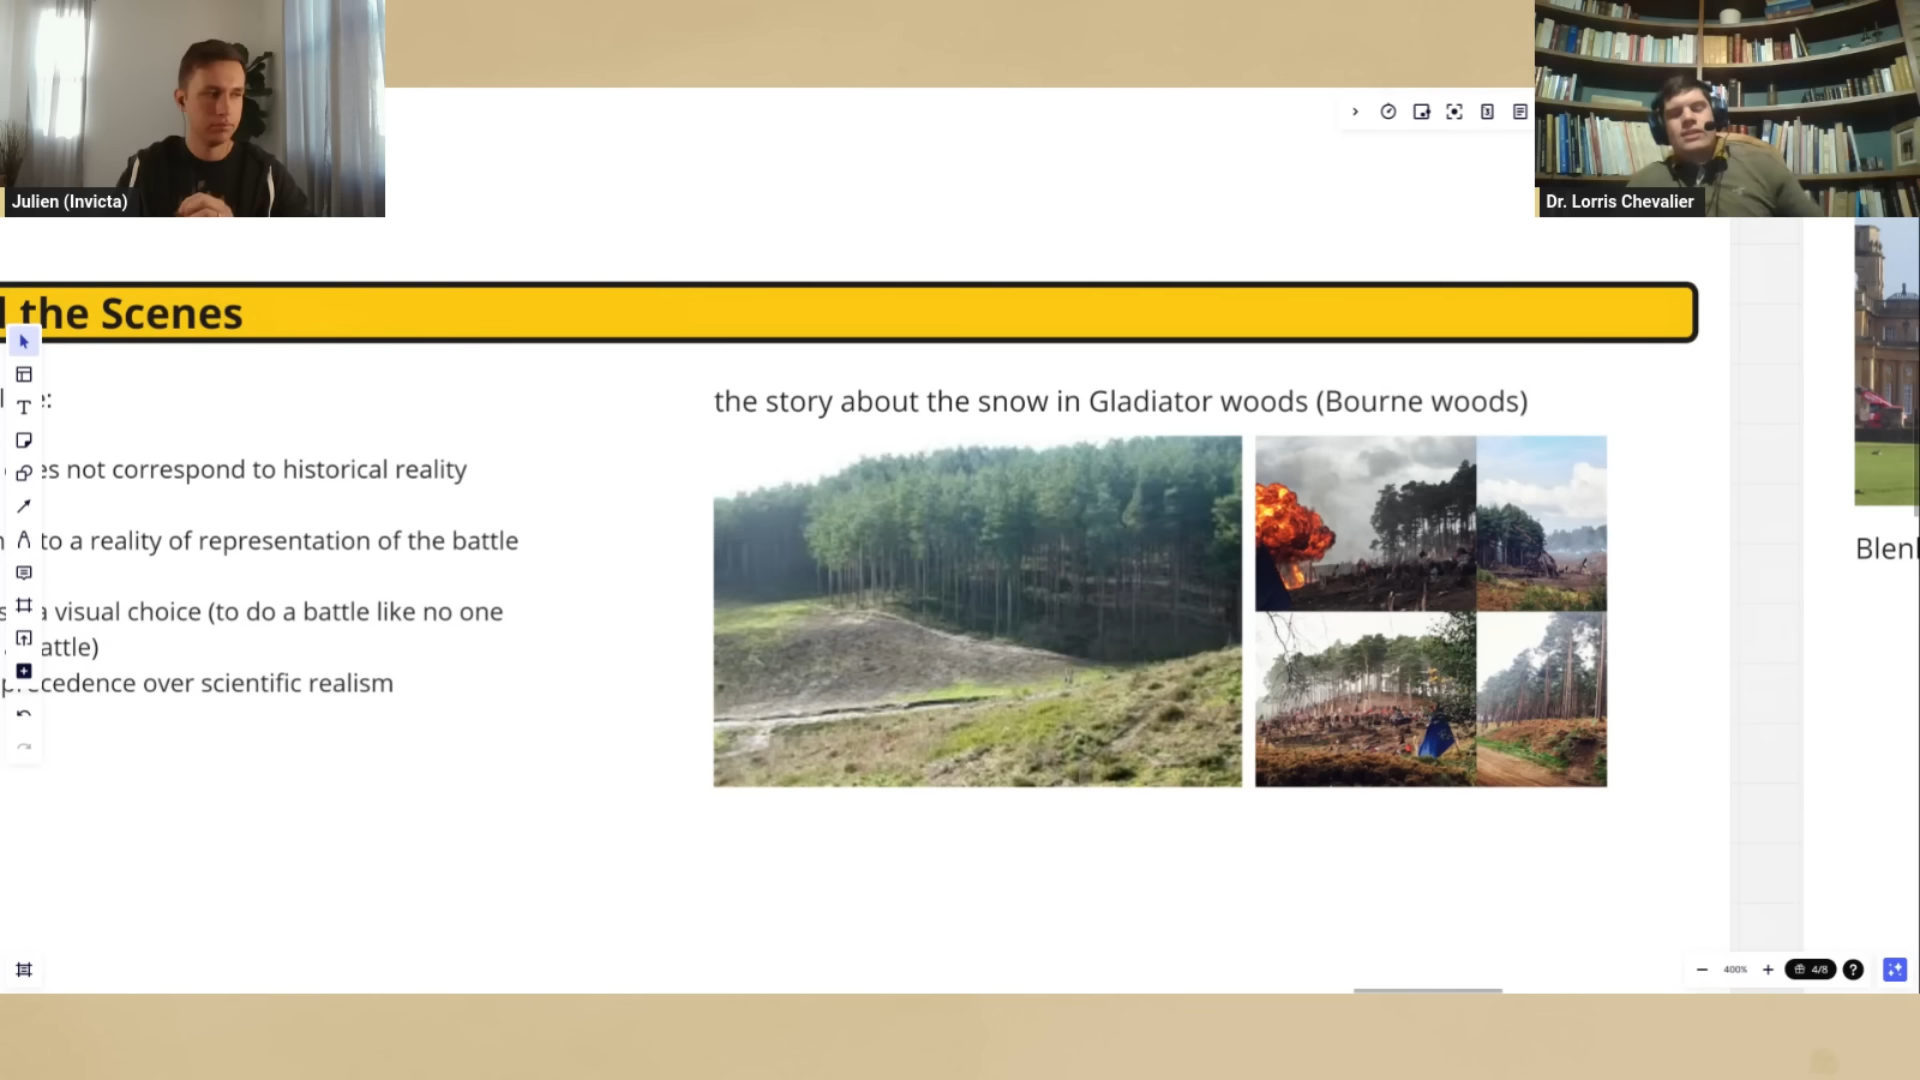 Julien (Invicta)
Dr. Lorris Chevalier
the Scenes
the story about the snow in Gladiator woods (Bourne woods)
es not correspond to historical reality
to a reality of representation of the battle
a visual choice (to do a battle like no one
attle)
cedence over scientific realism
Blen
400%
4/8